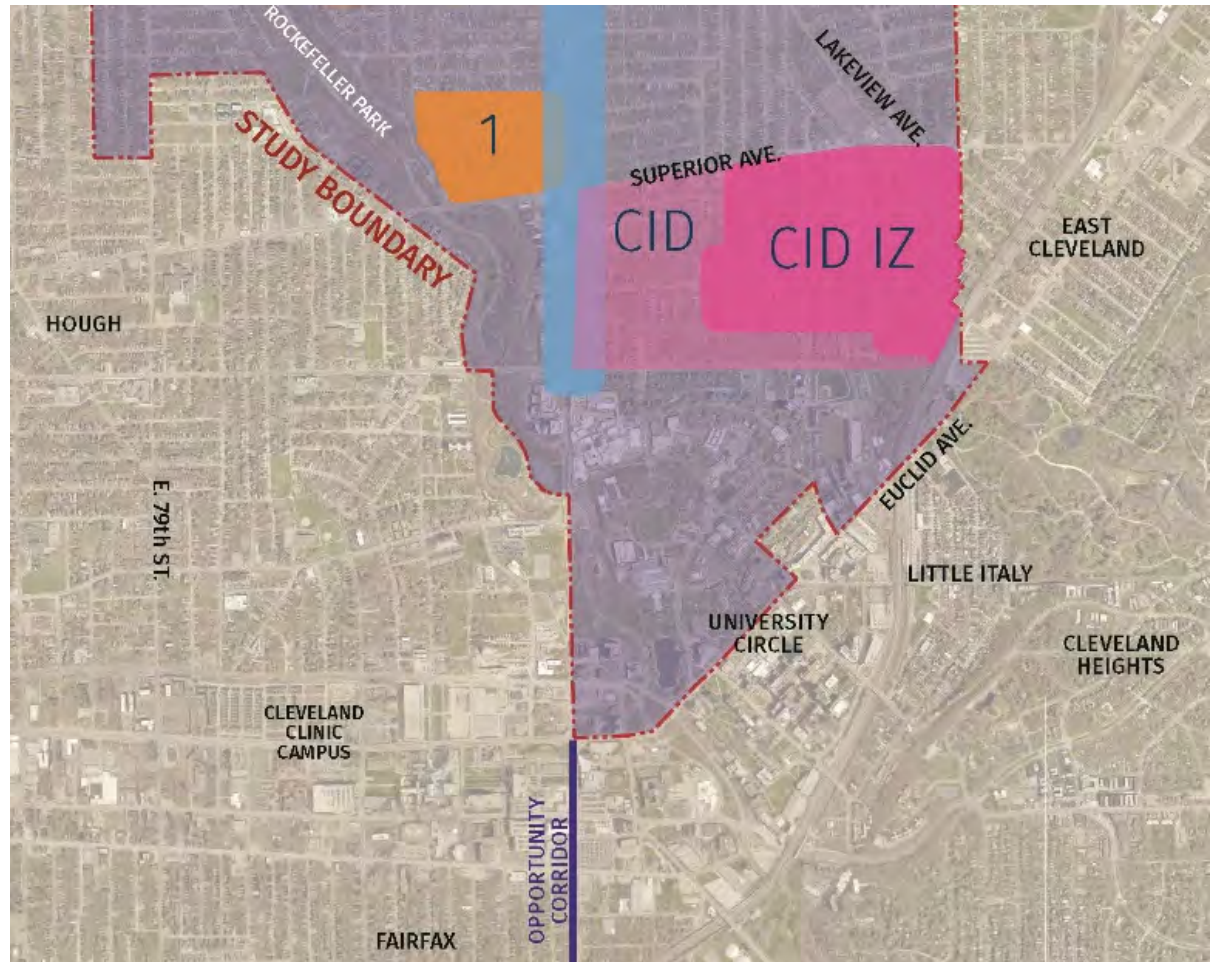 ROCKEFELLER PARK
LAKEVIEW AVE.
1
STUDY BOUNDARY
SUPERIOR AVE.
CID
CID IZ
EAST
CLEVELAND
HOUGH
EUCLID AVE.
E. 79th ST.
LITTLE ITALY
UNIVERSITY
CIRCLE
CLEVELAND
HEIGHTS
CLEVELAND
CLINIC
CAMPUS
OPPORTUNITY
CORRIDOR
FAIRFAX